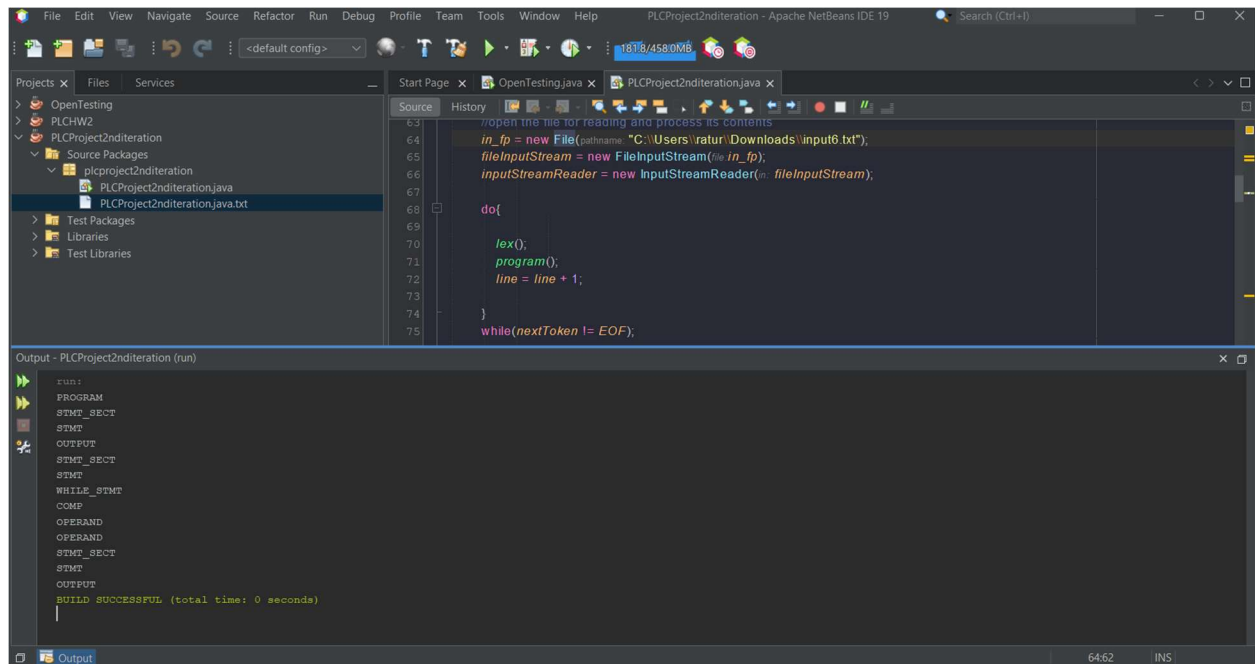 File Edit View Navigate Source Refactor Run Debug Profile Team Tools Window Help PLCProject2nditeration - Apache NetBeans IDE 19 Search (Ctrl+I)
<default config> 181.8/458.0MB
Projects Files Services
OpenTesting
PLCHW2
PLCProject2nditeration
Source Packages
plcproject2nditeration
PLCProject2nditeration.java
PLCProject2nditeration.java.txt
Test Packages
Libraries
Test Libraries
Start Page OpenTesting.java PLCProject2nditeration.java
Source History
63 //open the file for reading and process its contents
64 in_fp = new File(pathname: "C:\\Users\\ratur\\Downloads\\input6.txt");
65 fileInputStream = new FileInputStream(file: in_fp);
66 inputStreamReader = new InputStreamReader(in: fileInputStream);
67
68 do{
69
70 lex();
71 program();
72 line = line + 1;
73
74 }
75 while(nextToken != EOF);
Output - PLCProject2nditeration (run)
run:
PROGRAM
STMT_SECT
STMT
OUTPUT
STMT_SECT
STMT
WHILE_STMT
COMP
OPERAND
OPERAND
STMT_SECT
STMT
OUTPUT
BUILD SUCCESSFUL (total time: 0 seconds)
Output 64:62 INS